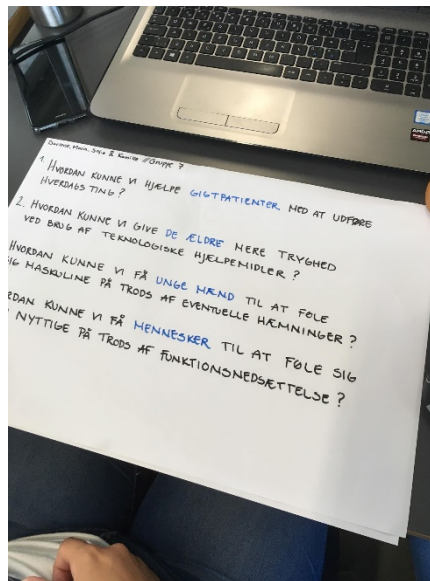 Maria, Sofie & Kamilla // Gruppe 7
1. HVORDAN KUNNE VI HJÆLPE GIGTPATIENTER MED AT UDFØRE
HVERDAGS TING?
2. HVORDAN KUNNE VI GIVE DE ÆLDRE MERE TRYGHED
VED BRUG AF TEKNOLOGISKE HJÆLPEMIDLER?
HVORDAN KUNNE VI FÅ UNGE MÆND TIL AT FØLE
SIG MASKULINE PÅ TRODS AF EVENTUELLE HÆMNINGER?
RDAN KUNNE VI FÅ MENNESKER TIL AT FØLE SIG
NYTTIGE PÅ TRODS AF FUNKTIONSNEDSÆTTELSE?